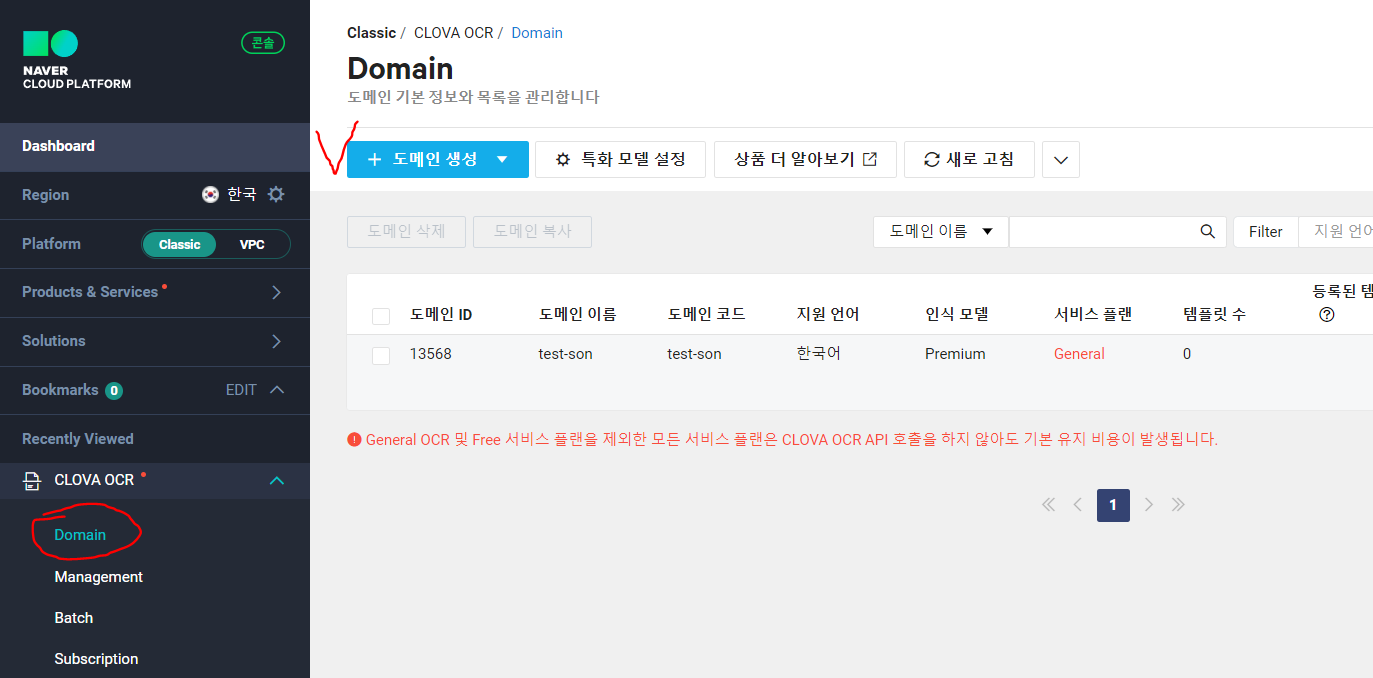 NAVER
CLOUD PLATFORM
콘솔
Dashboard
Region 한국
Platform Classic VPC
Products & Services
Solutions
Bookmarks 0 EDIT
Recently Viewed
CLOVA OCR
Domain
Management
Batch
Subscription
Classic / CLOVA OCR / Domain
Domain
도메인 기본 정보와 목록을 관리합니다
+ 도메인 생성 특화 모델 설정 상품 더 알아보기 새로 고침
도메인 삭제 도메인 복사 도메인 이름 Filter 지원 언어
도메인 ID 도메인 이름 도메인 코드 지원 언어 인식 모델 서비스 플랜 템플릿 수 등록된 템
13568 test-son test-son 한국어 Premium General 0
General OCR 및 Free 서비스 플랜을 제외한 모든 서비스 플랜은 CLOVA OCR API 호출을 하지 않아도 기본 유지 비용이 발생됩니다.
1